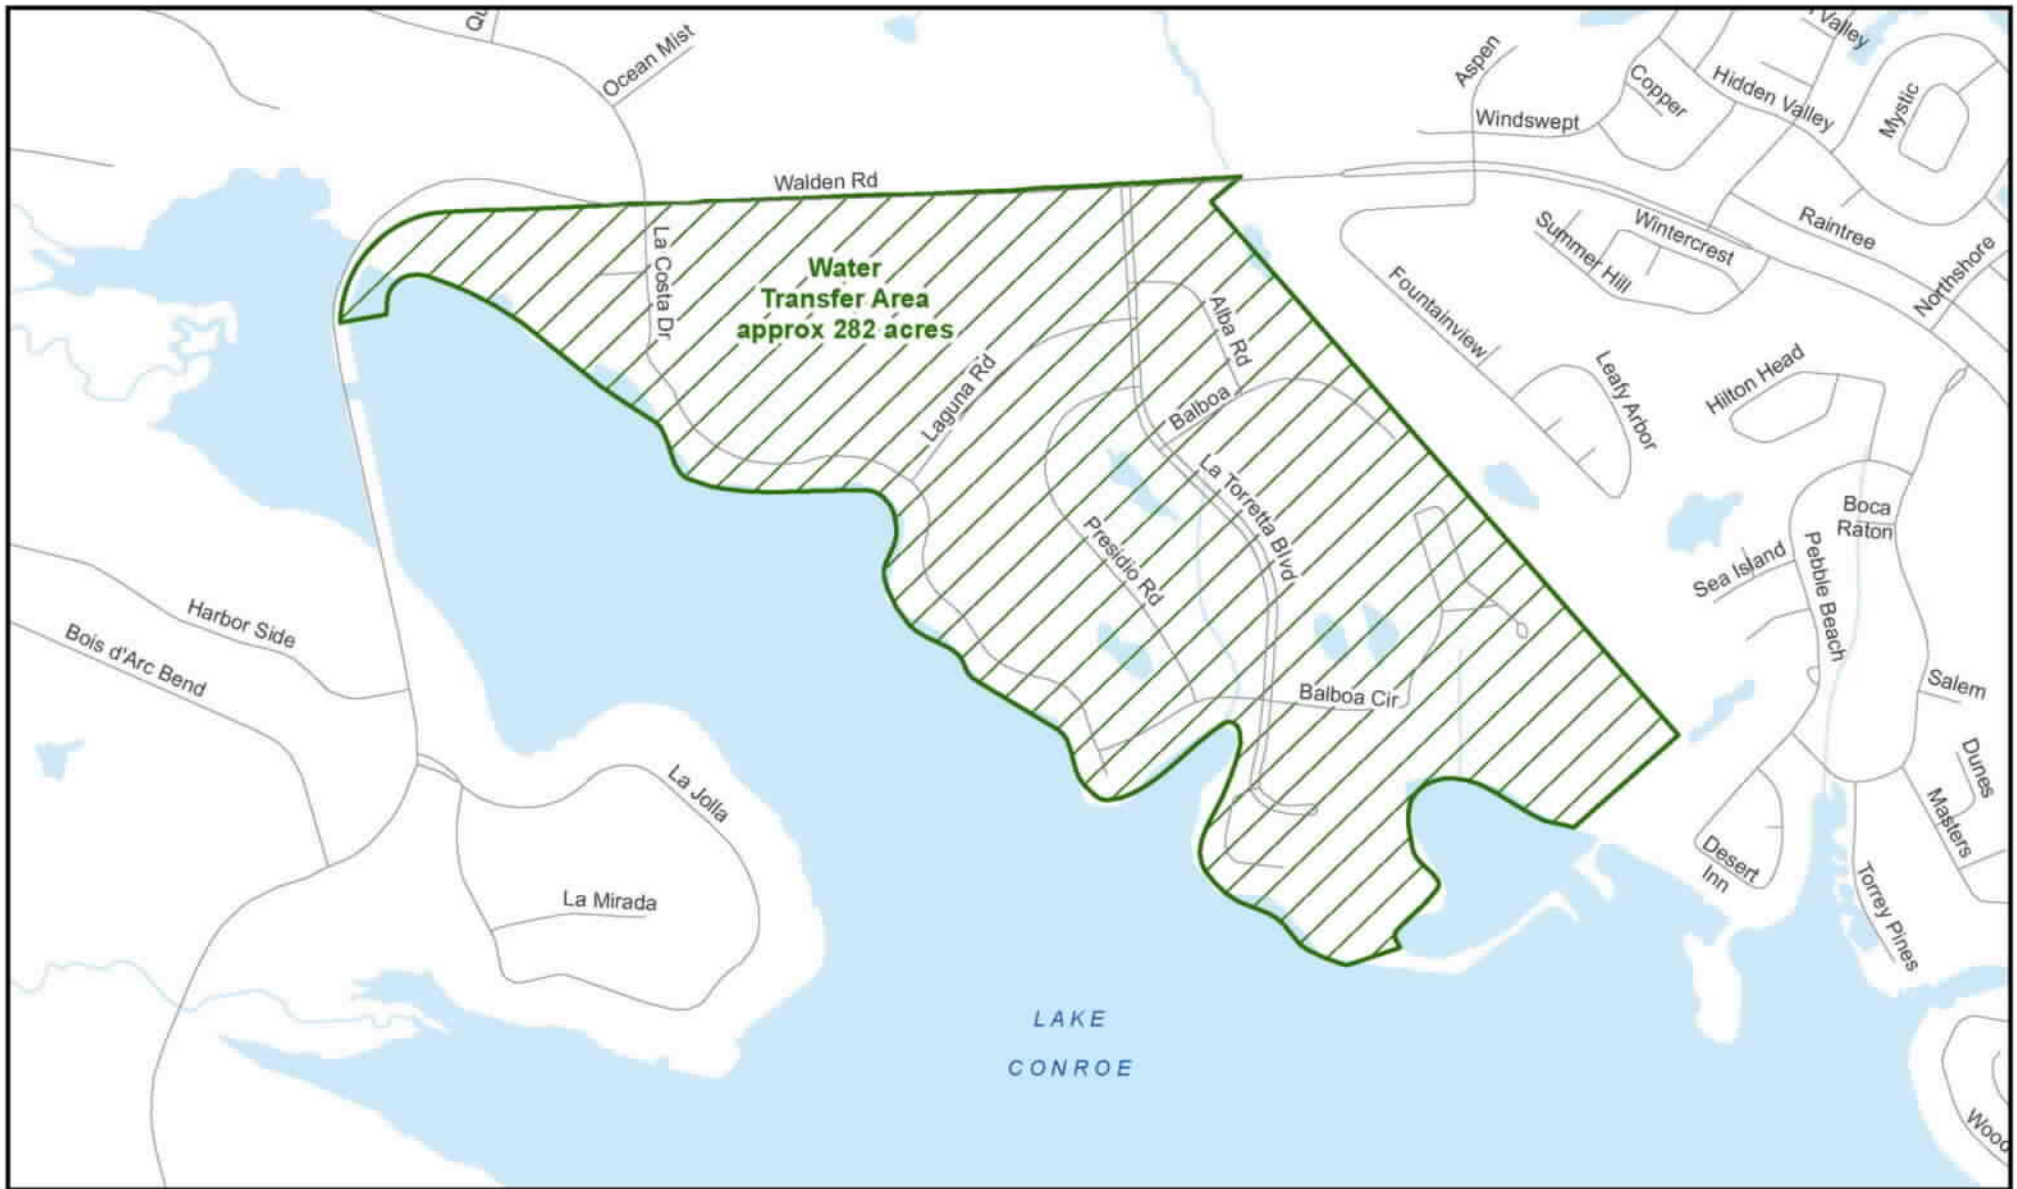 Qu
Ocean Mist
Valley
Aspen
Copper
Hidden Valley
Mystic
Windswept
Walden Rd
Summer Hill
Wintercrest
Raintree
Northshore
La Costa Dr
Water
Transfer Area
approx 282 acres
Alba Rd
Fountainview
Laguna Rd
Balboa
Leafy Arbor
Hilton Head
La Torretta Blvd
Presidio Rd
Boca
Raton
Sea Island
Pebble Beach
Harbor Side
Bois d'Arc Bend
Balboa Cir
Salem
Dunes
La Jolla
Masters
Desert
Inn
La Mirada
Torrey Pines
LAKE
CONROE
Wood